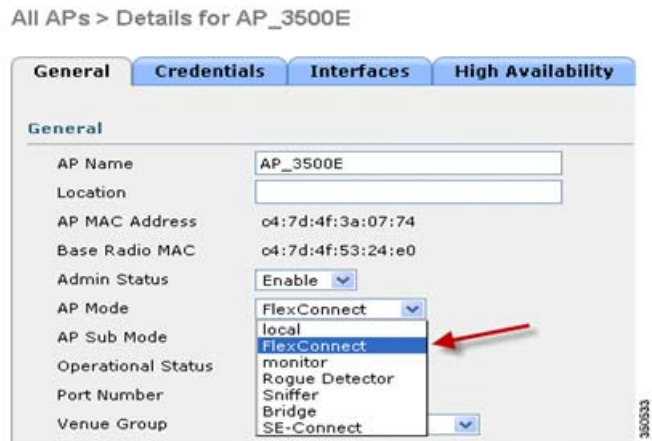 All APs > Details for AP_3500E
General Credentials Interfaces High Availability
General
AP Name AP_3500E
Location
AP MAC Address c4:7d:4f:3a:07:74
Base Radio MAC c4:7d:4f:53:24:e0
Admin Status Enable
AP Mode FlexConnect
local
AP Sub Mode FlexConnect
monitor
Operational Status Rogue Detector
Port Number Sniffer
Bridge
Venue Group SE-Connect
350533